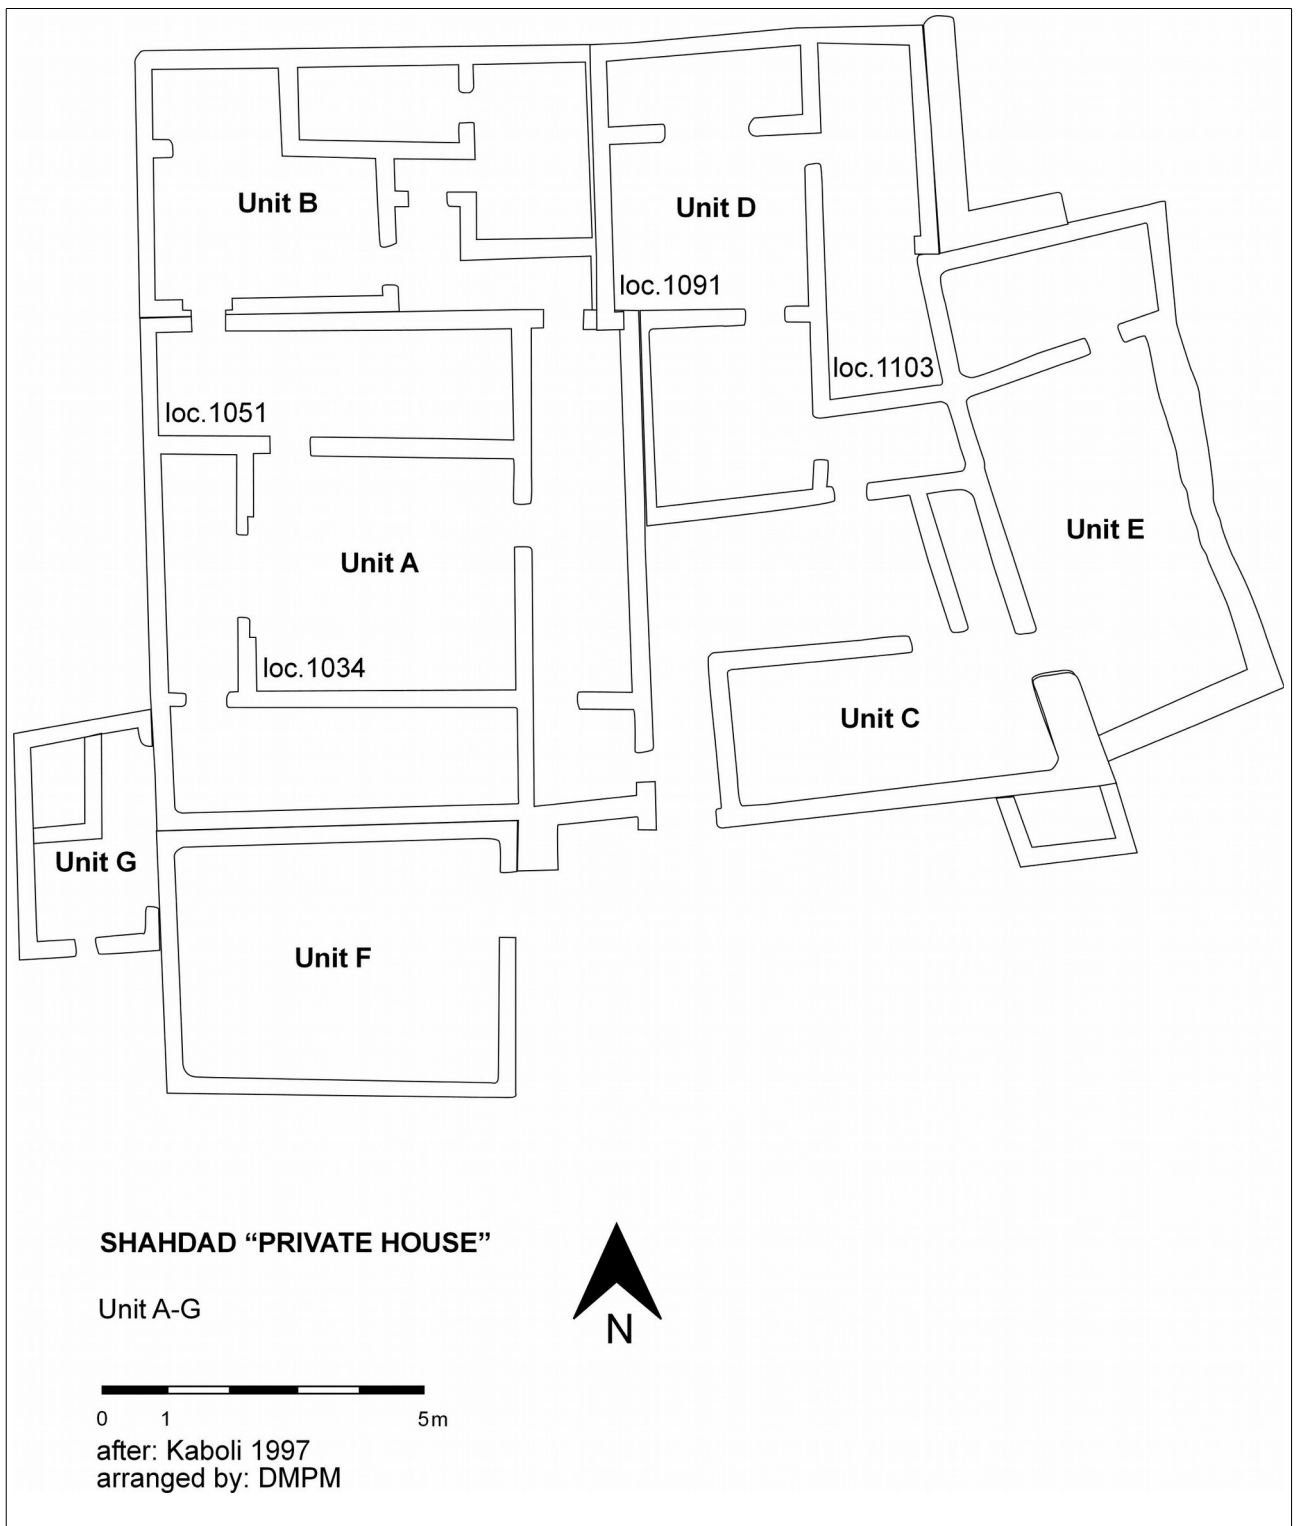 Unit B
Unit D
loc.1091
loc.1103
loc.1051
Unit E
Unit A
loc.1034
Unit C
Unit G
Unit F
SHAHDAD “PRIVATE HOUSE”
Unit A-G
N
0 1 5m
after: Kaboli 1997
arranged by: DMPM